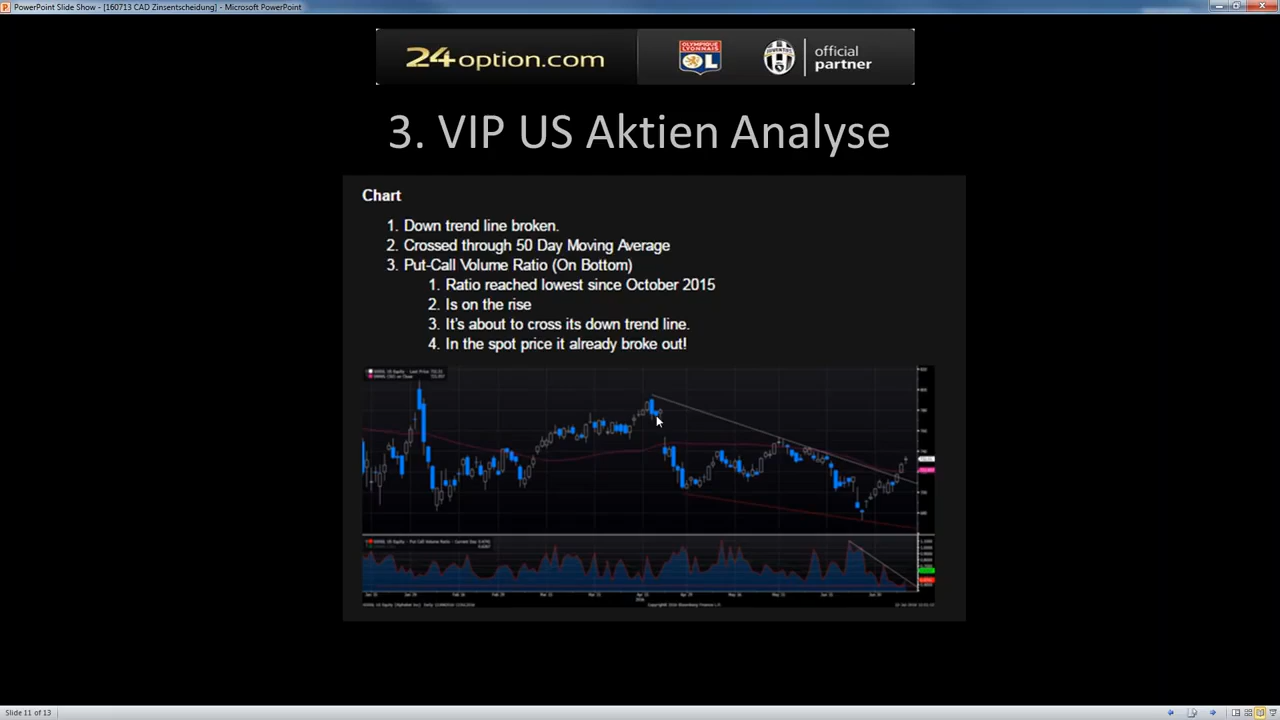 PowerPoint Slide Show - [160713 CAD Zinsentscheidung] - Microsoft PowerPoint
24option.com
OLYMPIQUE LYONNAIS
OL
official
partner
3. VIP US Aktien Analyse
Chart
1. Down trend line broken.
2. Crossed through 50 Day Moving Average
3. Put-Call Volume Ratio (On Bottom)
1. Ratio reached lowest since October 2015
2. Is on the rise
3. It's about to cross its down trend line.
4. In the spot price it already broke out!
Slide 11 of 13